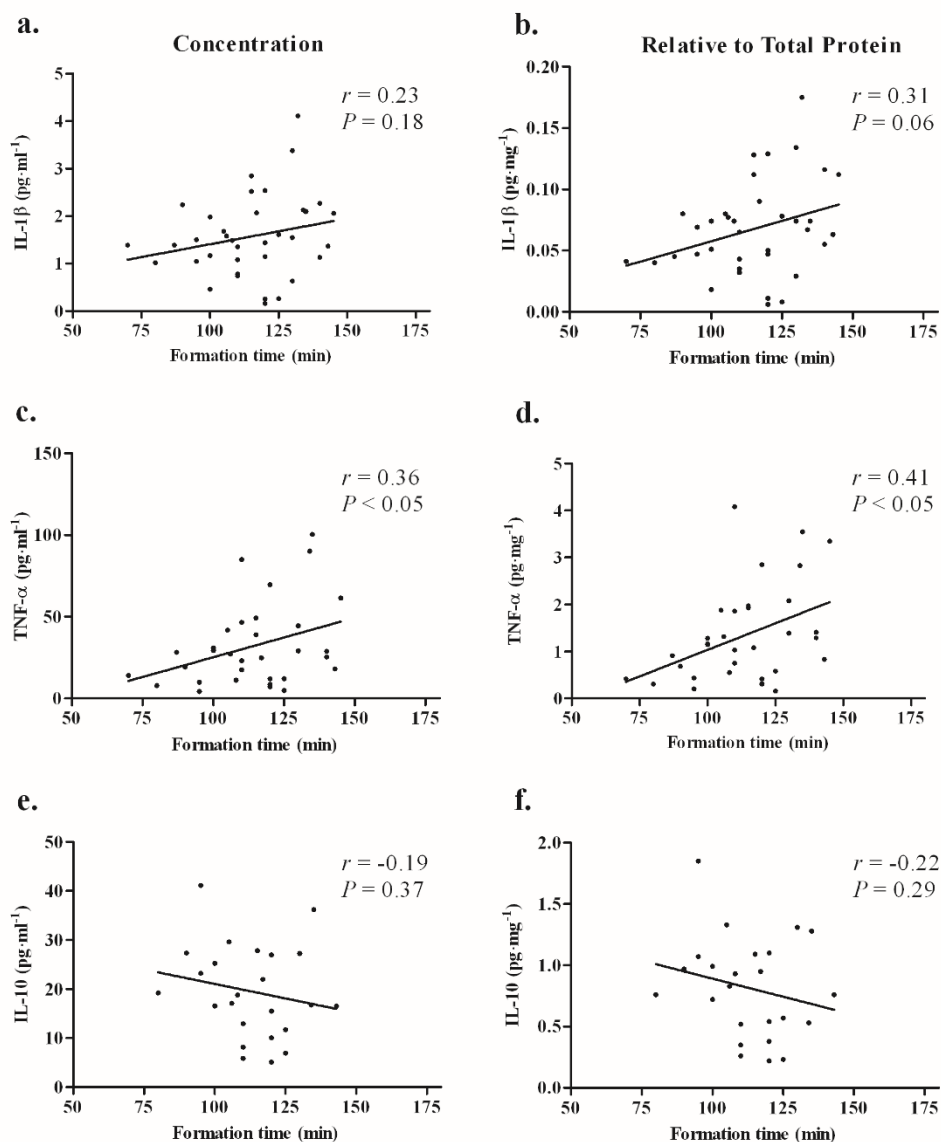 a.
Concentration
r = 0.23
P = 0.18
IL-1β (pg·ml⁻¹)
5
4
3
2
1
0
50 75 100 125 150 175
Formation time (min)
b.
Relative to Total Protein
r = 0.31
P = 0.06
IL-1β (pg·mg⁻¹)
0.20
0.15
0.10
0.05
0.00
50 75 100 125 150 175
Formation time (min)
c.
r = 0.36
P < 0.05
TNF-α (pg·ml⁻¹)
150
100
50
0
50 75 100 125 150 175
Formation time (min)
d.
r = 0.41
P < 0.05
TNF-α (pg·mg⁻¹)
5
4
3
2
1
0
50 75 100 125 150 175
Formation time (min)
e.
r = -0.19
P = 0.37
IL-10 (pg·ml⁻¹)
50
40
30
20
10
0
50 75 100 125 150 175
Formation time (min)
f.
r = -0.22
P = 0.29
IL-10 (pg·mg⁻¹)
2.0
1.5
1.0
0.5
0.0
50 75 100 125 150 175
Formation time (min)